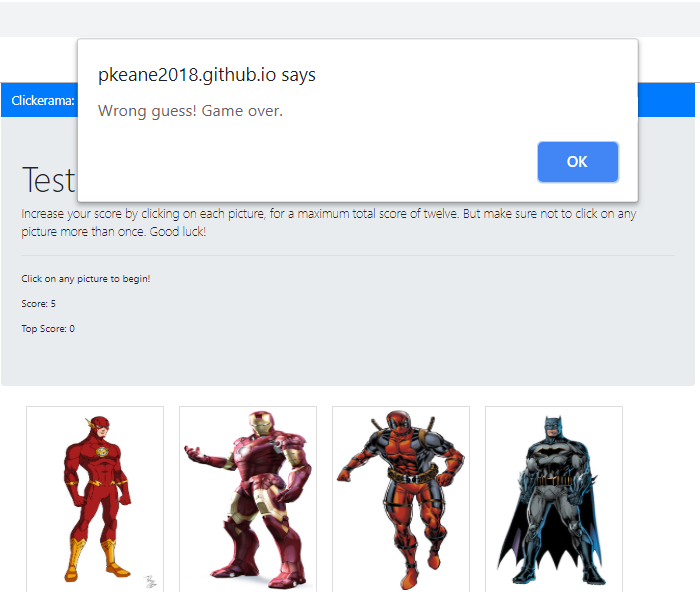 pkeane2018.github.io says
Wrong guess! Game over.
OK
Clickerama:
Test
Increase your score by clicking on each picture, for a maximum total score of twelve. But make sure not to click on any
picture more than once. Good luck!
Click on any picture to begin!
Score: 5
Top Score: 0